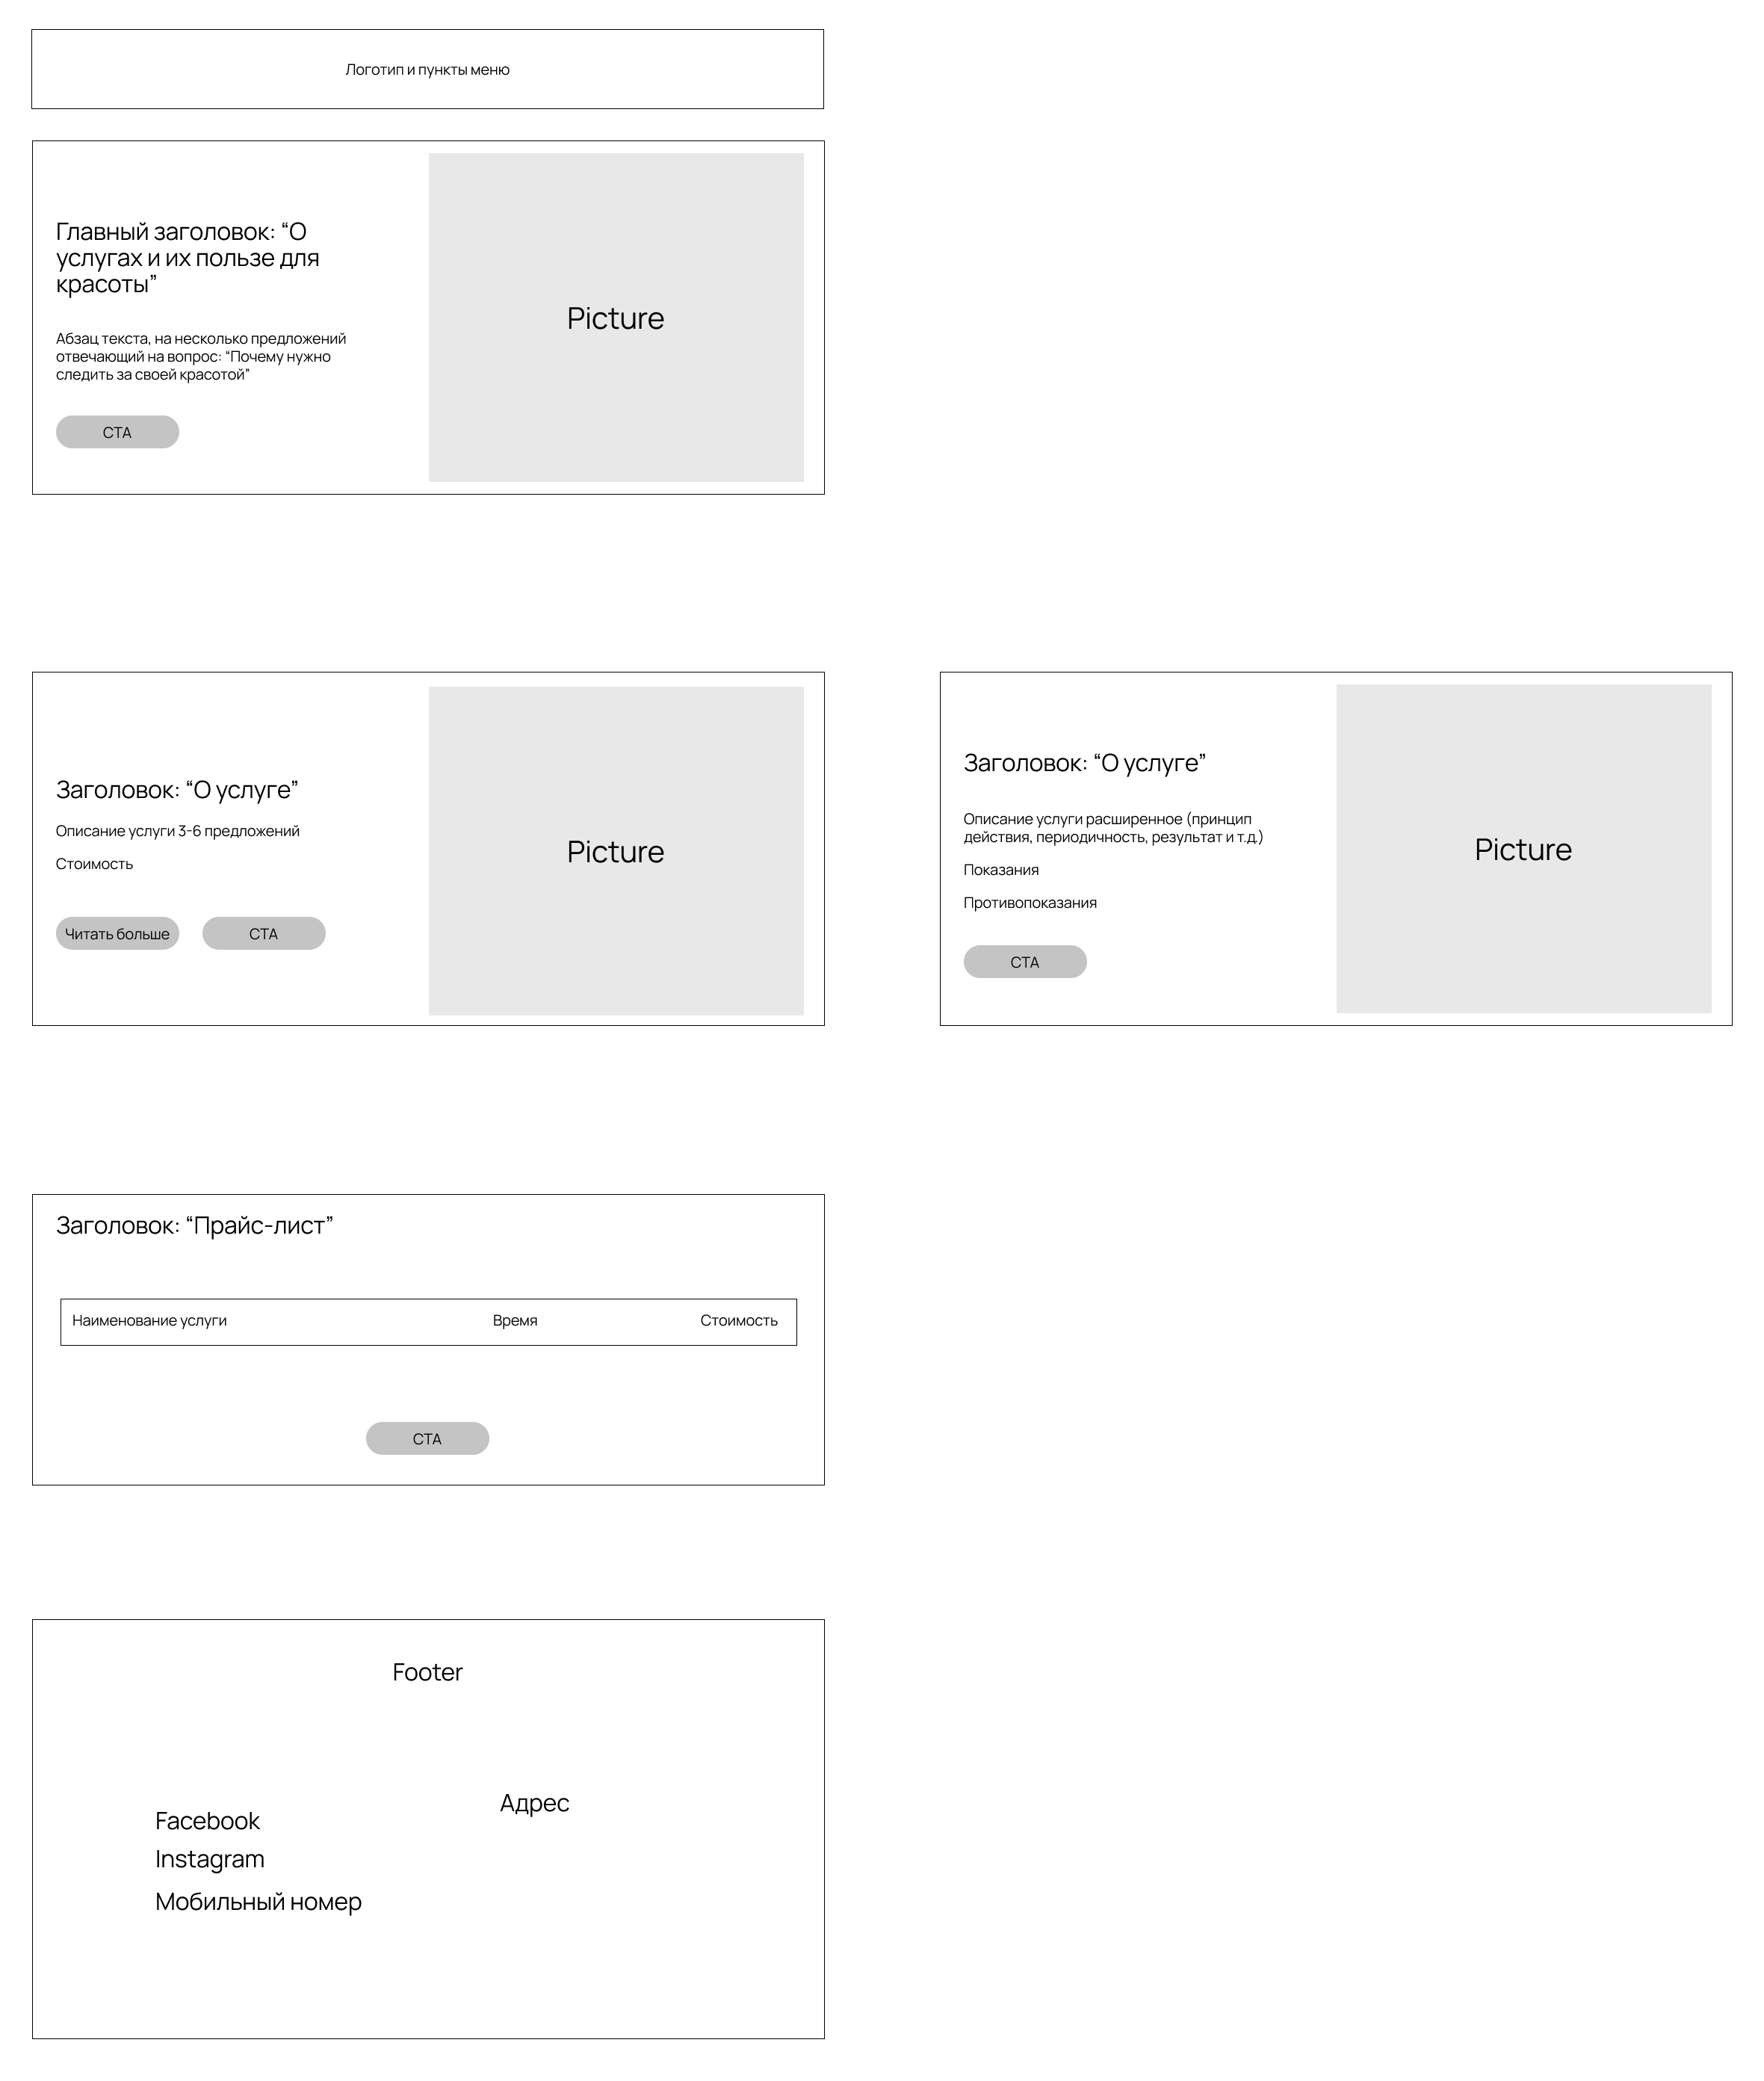 Логотип и пункты меню
Главный заголовок: “О
услугах и их пользе для
красоты”
Абзац текста, на несколько предложений
отвечающий на вопрос: “Почему нужно
следить за своей красотой”
CTA
Picture
Заголовок: “О услуге”
Описание услуги 3-6 предложений
Стоимость
Читать больше
CTA
Picture
Заголовок: “О услуге”
Описание услуги расширенное (принцип
действия, периодичность, результат и т.д.)
Показания
Противопоказания
CTA
Picture
Заголовок: “Прайс-лист”
Наименование услуги
Время
Стоимость
CTA
Footer
Адрес
Facebook
Instagram
Мобильный номер